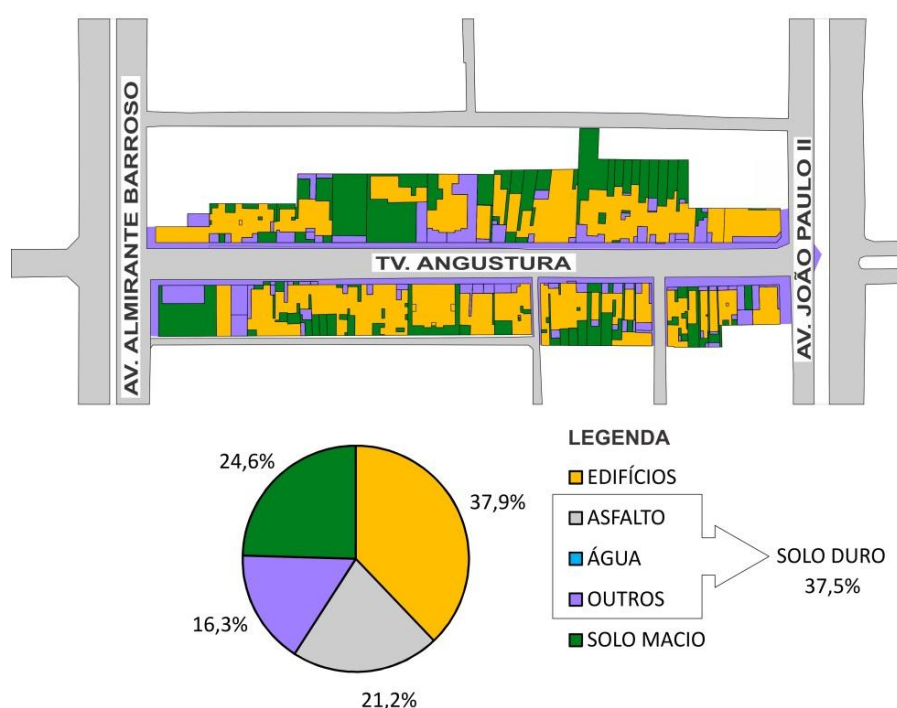 AV. ALMIRANTE BARROSO
TV. ANGUSTURA
AV. JOÃO PAULO II
24,6%
37,9%
16,3%
21,2%
LEGENDA
EDIFÍCIOS
ASFALTO
ÁGUA
OUTROS
SOLO MACIO
SOLO DURO
37,5%